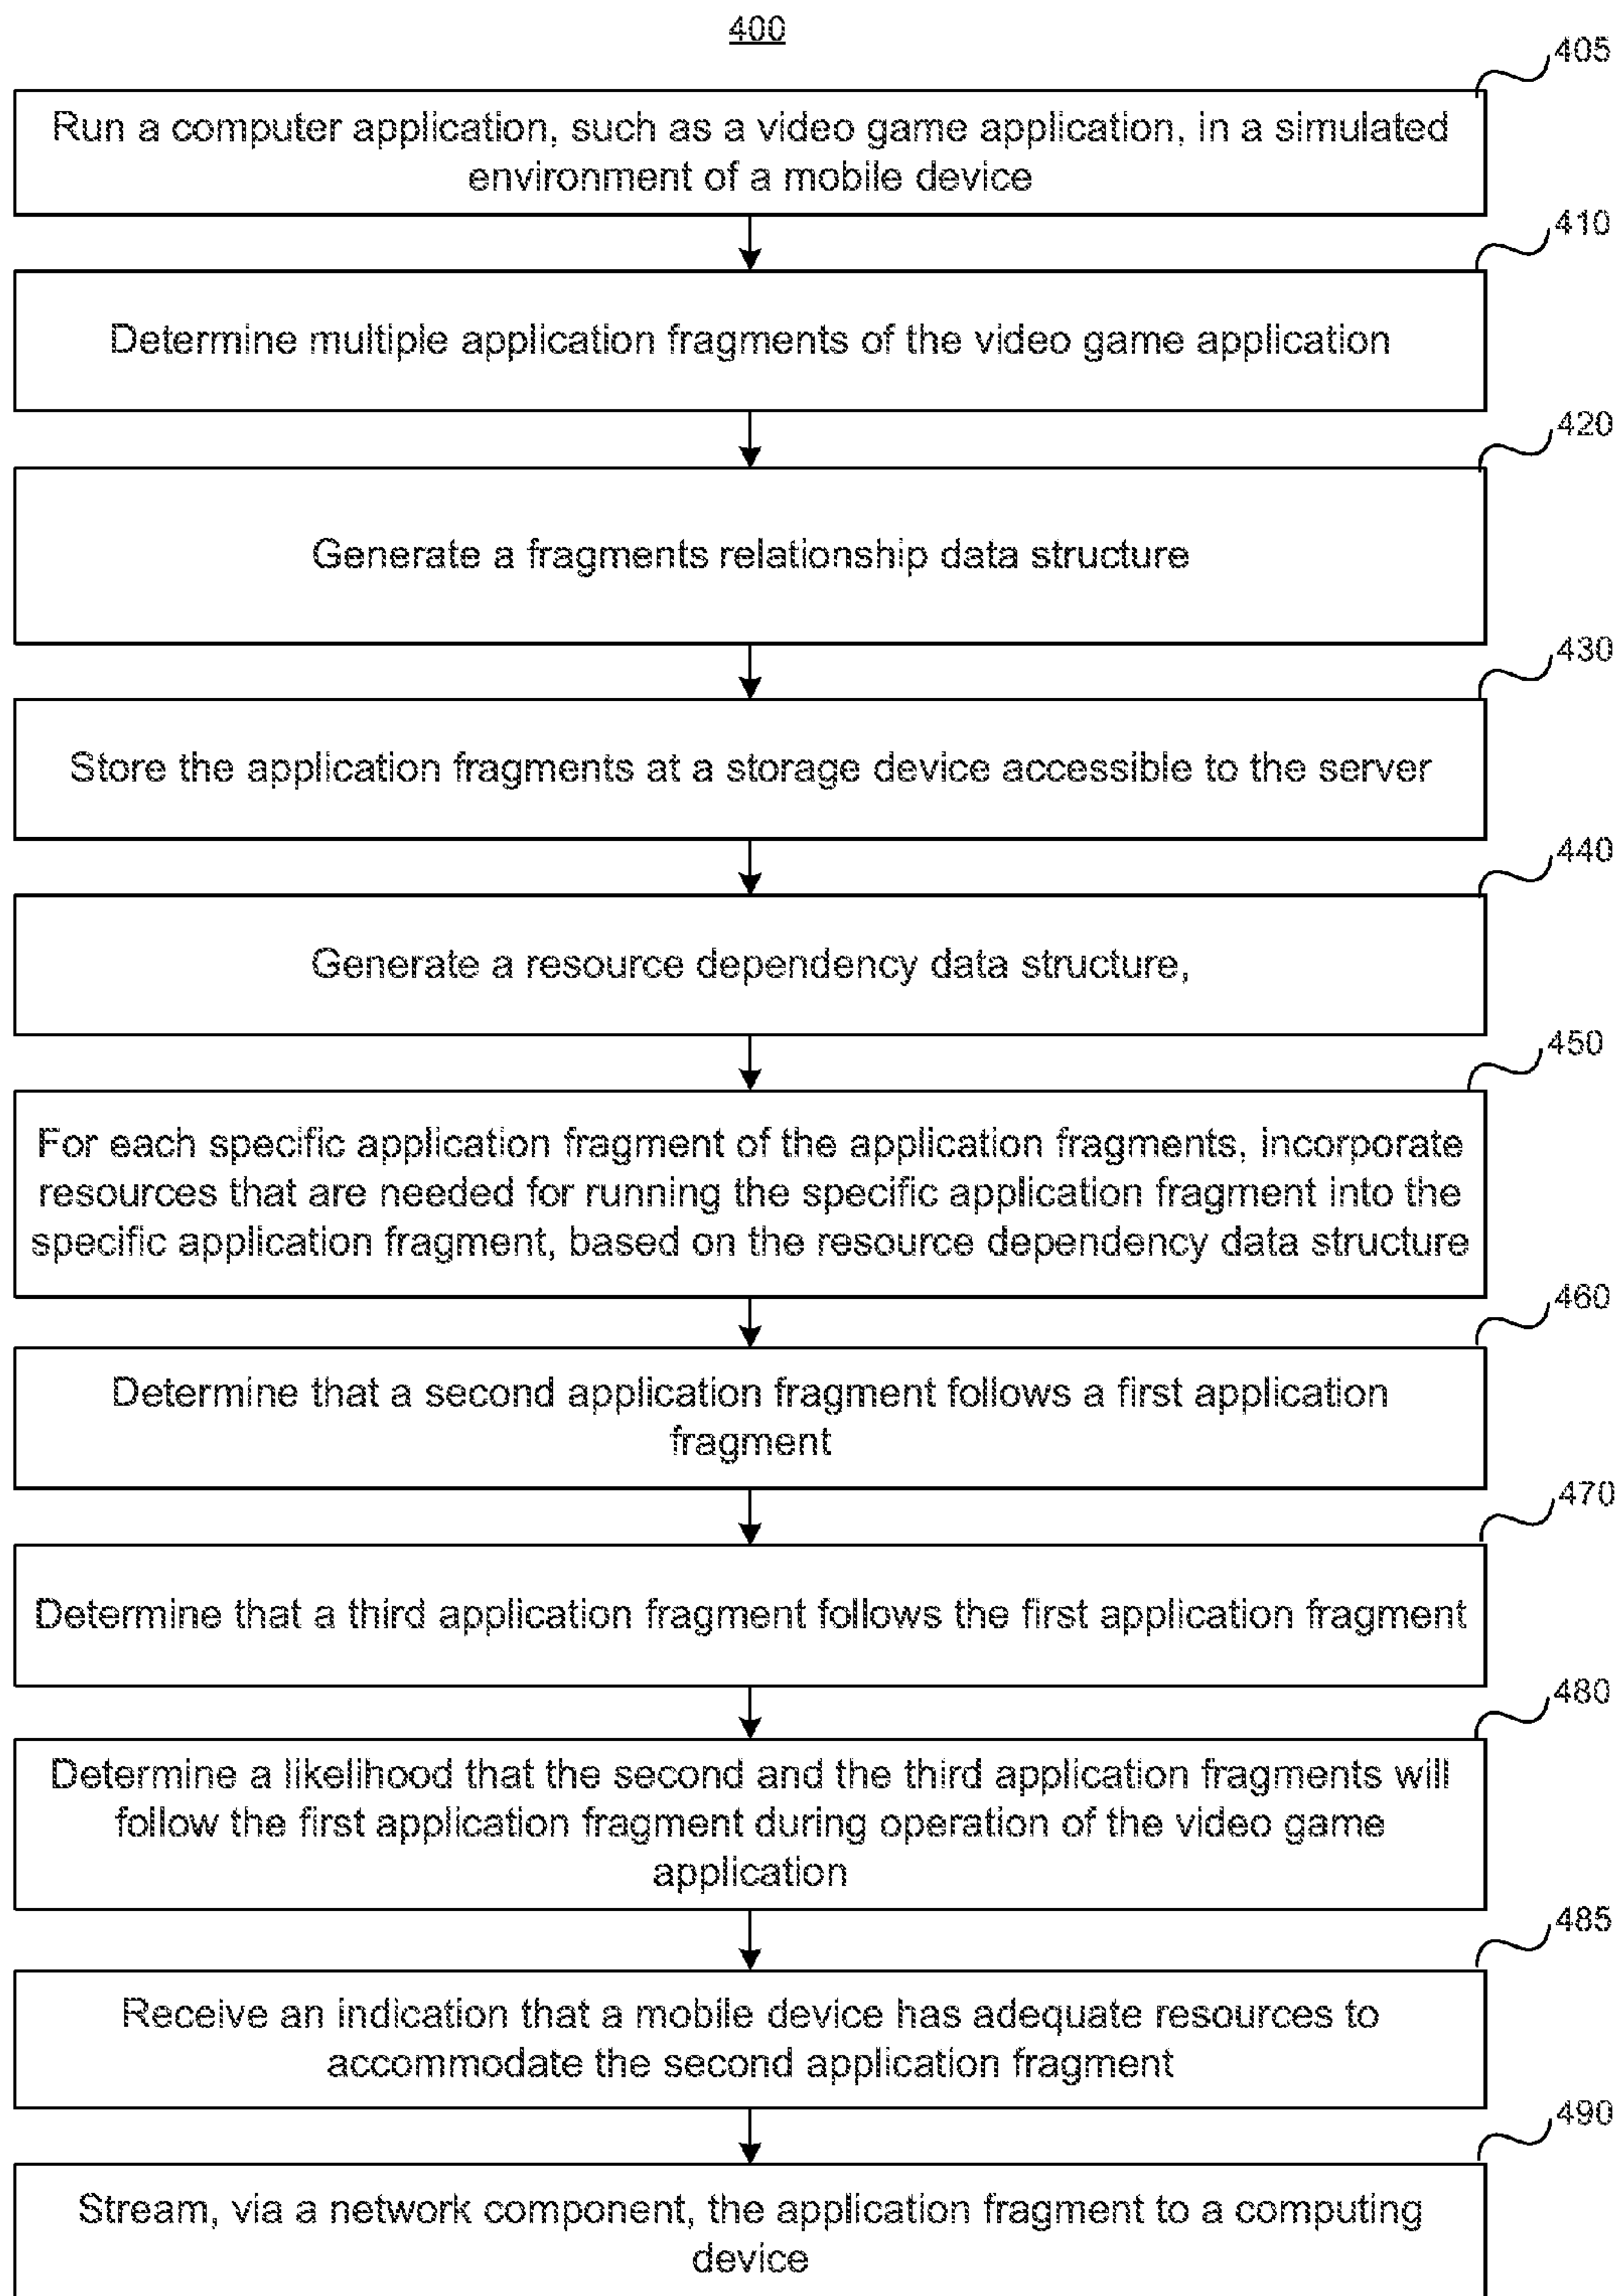 400
405
Run a computer application, such as a video game application, in a simulated
environment of a mobile device
410
Determine multiple application fragments of the video game application
420
Generate a fragments relationship data structure
430
Store the application fragments at a storage device accessible to the server
440
Generate a resource dependency data structure,
450
For each specific application fragment of the application fragments, incorporate
resources that are needed for running the specific application fragment into the
specific application fragment, based on the resource dependency data structure
460
Determine that a second application fragment follows a first application
fragment
470
Determine that a third application fragment follows the first application fragment
480
Determine a likelihood that the second and the third application fragments will
follow the first application fragment during operation of the video game
application
485
Receive an indication that a mobile device has adequate resources to
accommodate the second application fragment
490
Stream, via a network component, the application fragment to a computing
device